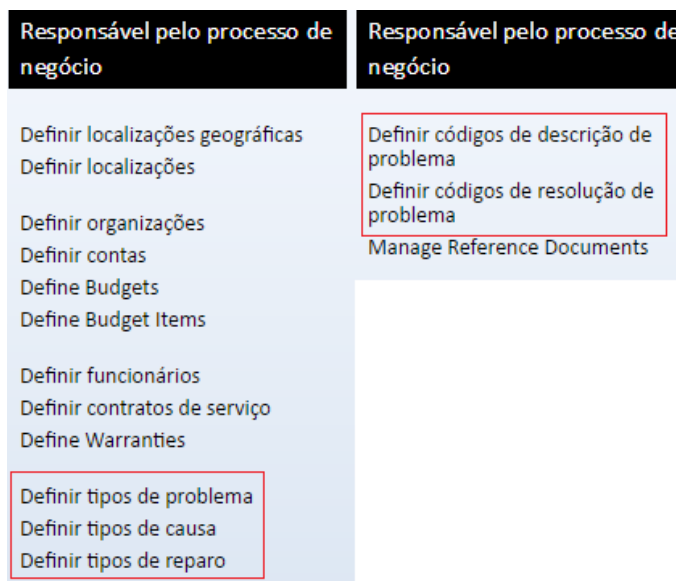 Responsável pelo processo de
negócio
Definir localizações geográficas
Definir localizações
Definir organizações
Definir contas
Define Budgets
Define Budget Items
Definir funcionários
Definir contratos de serviço
Define Warranties
Definir tipos de problema
Definir tipos de causa
Definir tipos de reparo
Responsável pelo processo de
negócio
Definir códigos de descrição de
problema
Definir códigos de resolução de
problema
Manage Reference Documents